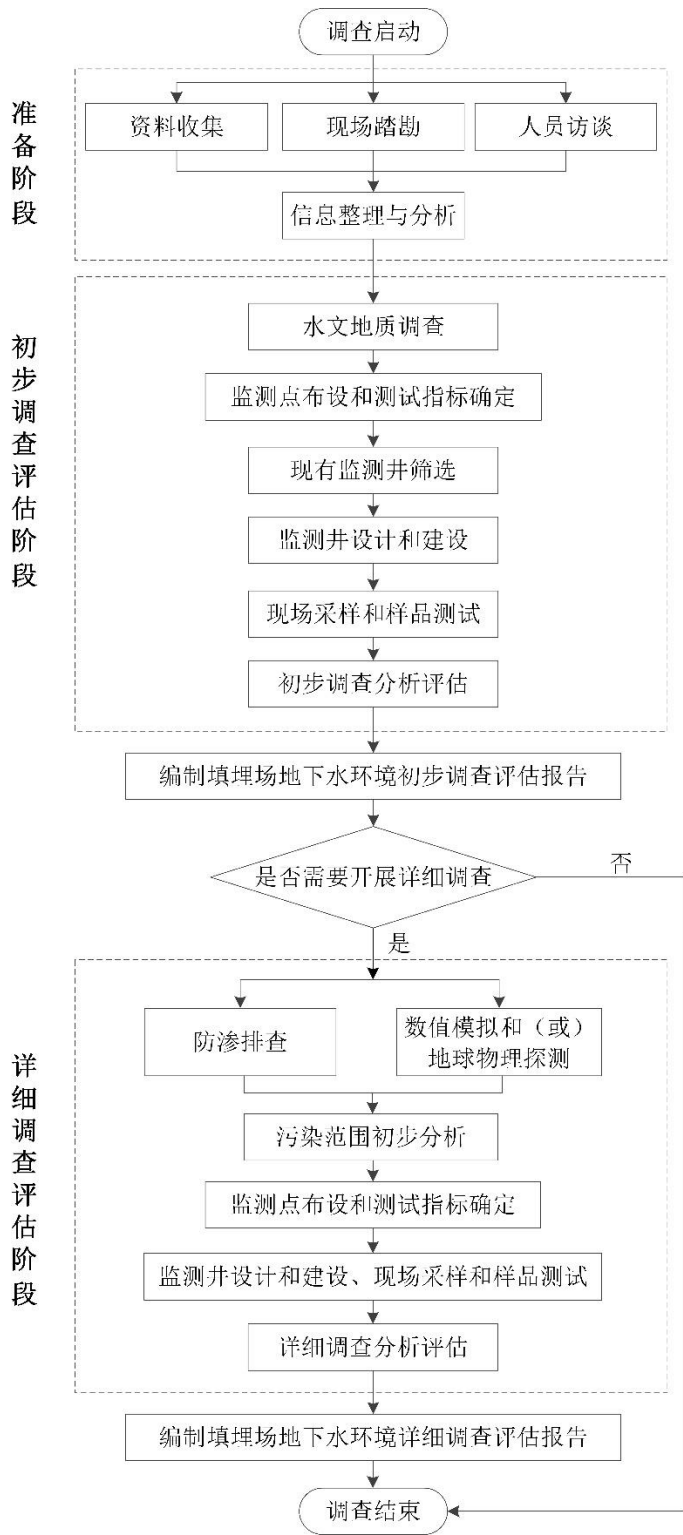 调查启动
准备阶段
资料收集
现场踏勘
人员访谈
信息整理与分析
初步调查评估阶段
水文地质调查
监测点布设和测试指标确定
现有监测井筛选
监测井设计和建设
现场采样和样品测试
初步调查分析评估
编制填埋场地下水环境初步调查评估报告
是否需要开展详细调查
否
是
详细调查评估阶段
防渗排查
数值模拟和（或）
地球物理探测
污染范围初步分析
监测点布设和测试指标确定
监测井设计和建设、现场采样和样品测试
详细调查分析评估
编制填埋场地下水环境详细调查评估报告
调查结束